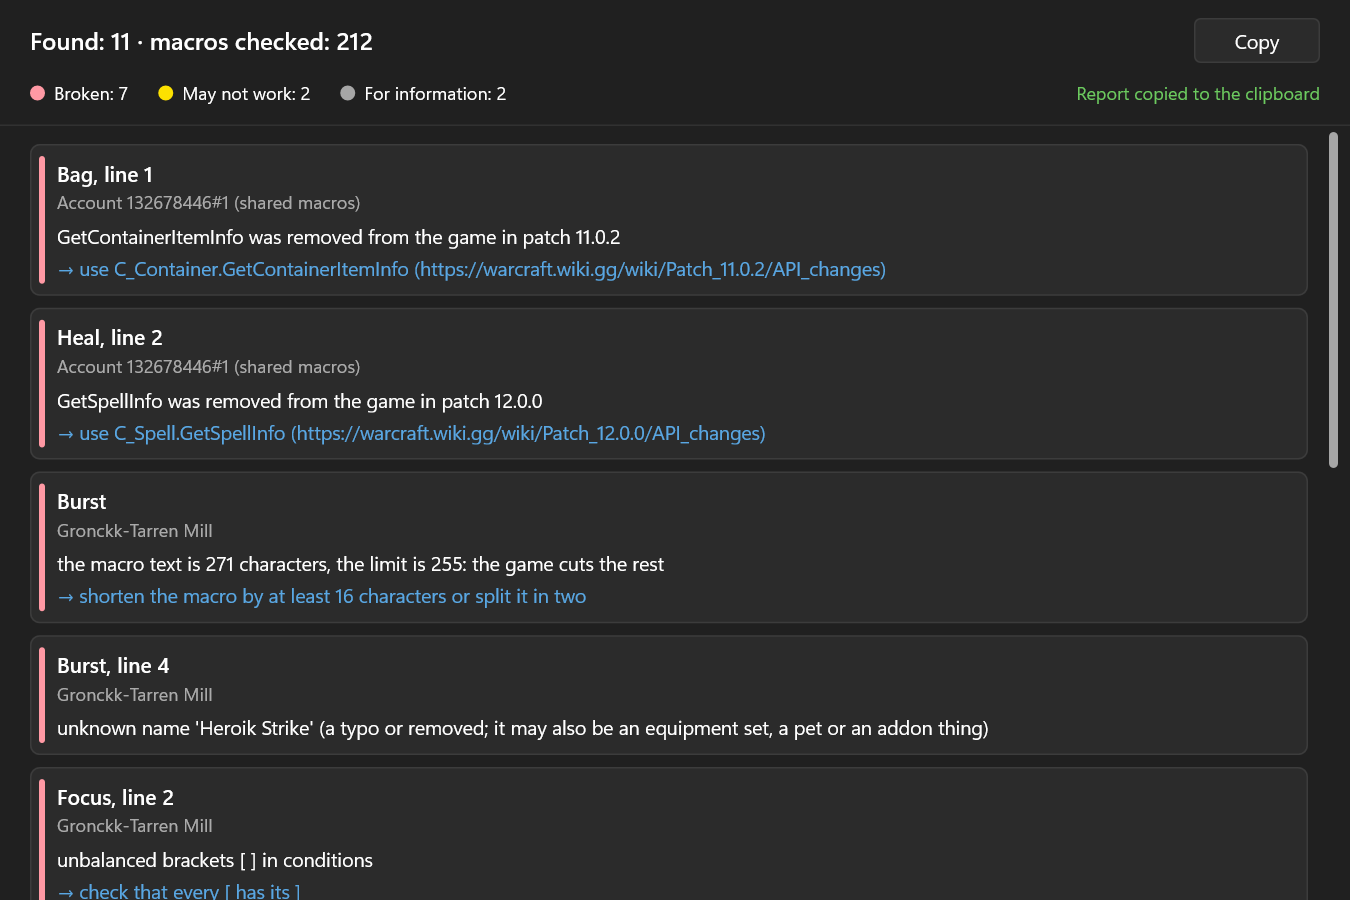 Found: 11 · macros checked: 212
Copy
Broken: 7
May not work: 2
For information: 2
Report copied to the clipboard
Bag, line 1
Account 132678446#1 (shared macros)
GetContainerItemInfo was removed from the game in patch 11.0.2
→ use C_Container.GetContainerItemInfo (https://warcraft.wiki.gg/wiki/Patch_11.0.2/API_changes)
Heal, line 2
Account 132678446#1 (shared macros)
GetSpellInfo was removed from the game in patch 12.0.0
→ use C_Spell.GetSpellInfo (https://warcraft.wiki.gg/wiki/Patch_12.0.0/API_changes)
Burst
Gronckk-Tarren Mill
the macro text is 271 characters, the limit is 255: the game cuts the rest
→ shorten the macro by at least 16 characters or split it in two
Burst, line 4
Gronckk-Tarren Mill
unknown name 'Heroik Strike' (a typo or removed; it may also be an equipment set, a pet or an addon thing)
Focus, line 2
Gronckk-Tarren Mill
unbalanced brackets [ ] in conditions
→ check that every [ has its ]